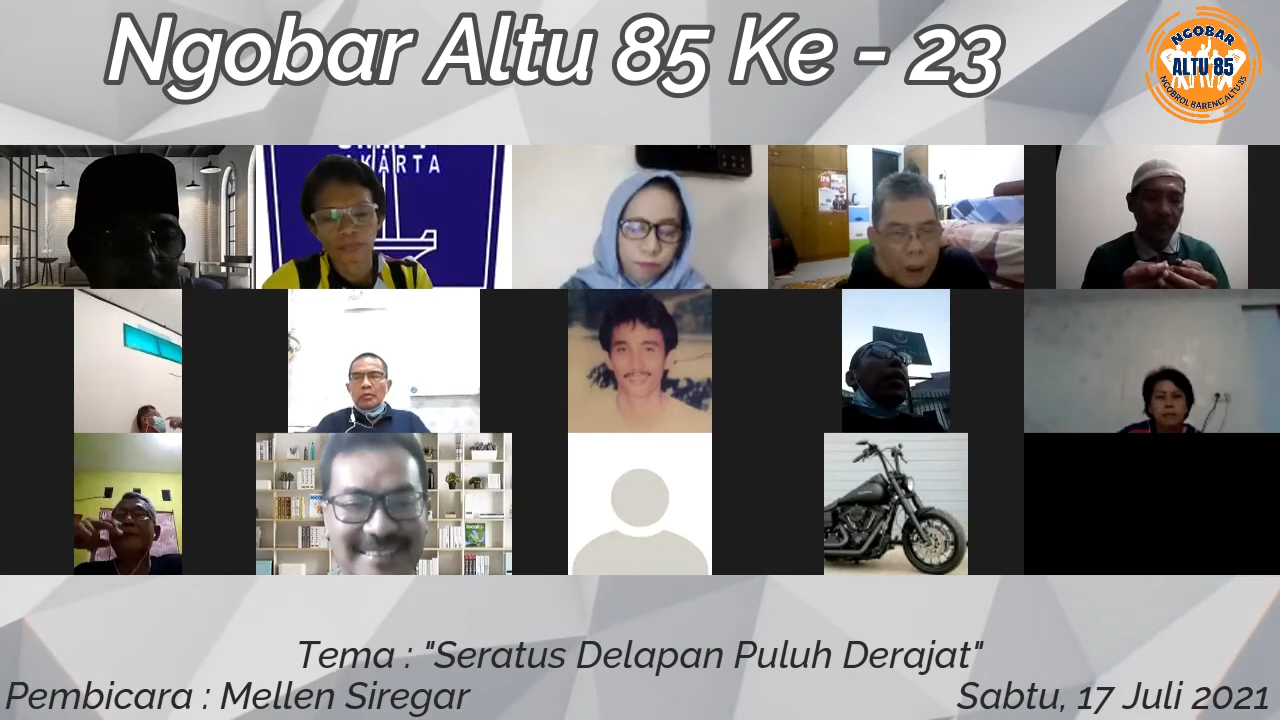 Ngobar Altu 85 Ke - 23
NGOBAR
ALTU 85
NGOBROL BARENG ALTU 85
JAKARTA
Tema : "Seratus Delapan Puluh Derajat"
Pembicara : Mellen Siregar
Sabtu, 17 Juli 2021